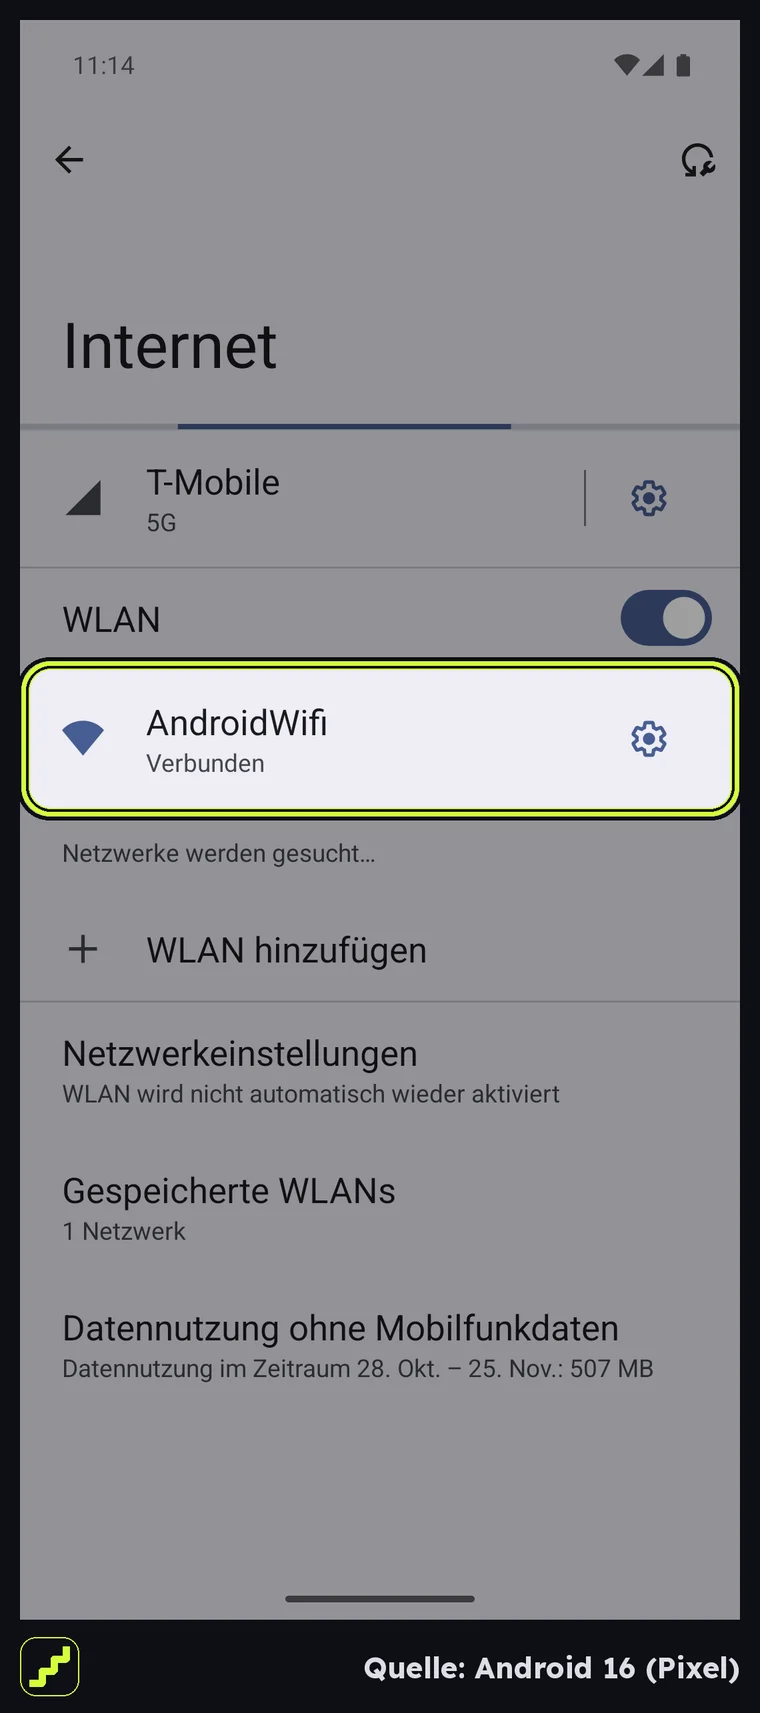 11:14
Internet
T-Mobile
5G
WLAN
AndroidWifi
Verbunden
Netzwerke werden gesucht…
WLAN hinzufügen
Netzwerkeinstellungen
WLAN wird nicht automatisch wieder aktiviert
Gespeicherte WLANs
1 Netzwerk
Datennutzung ohne Mobilfunkdaten
Datennutzung im Zeitraum 28. Okt. – 25. Nov.: 507 MB
Quelle: Android 16 (Pixel)